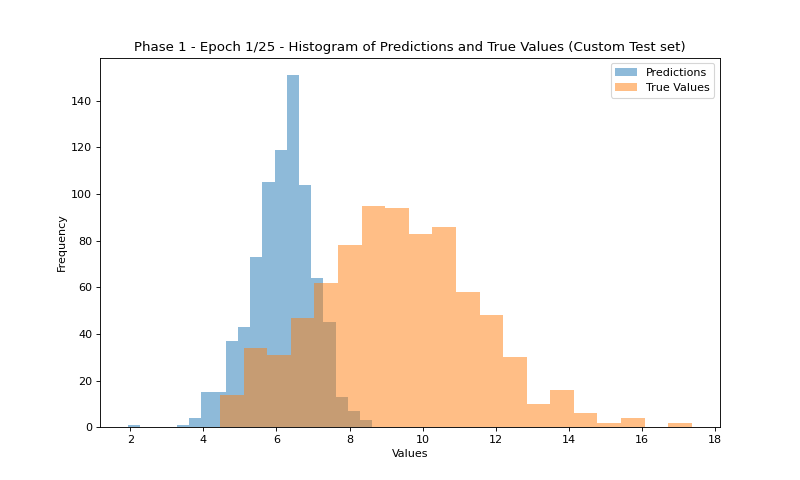 Phase 1 - Epoch 1/25 - Histogram of Predictions and True Values (Custom Test set)
Predictions
True Values
140
120
100
80
60
40
20
0
Frequency
2 4 6 8 10 12 14 16 18
Values